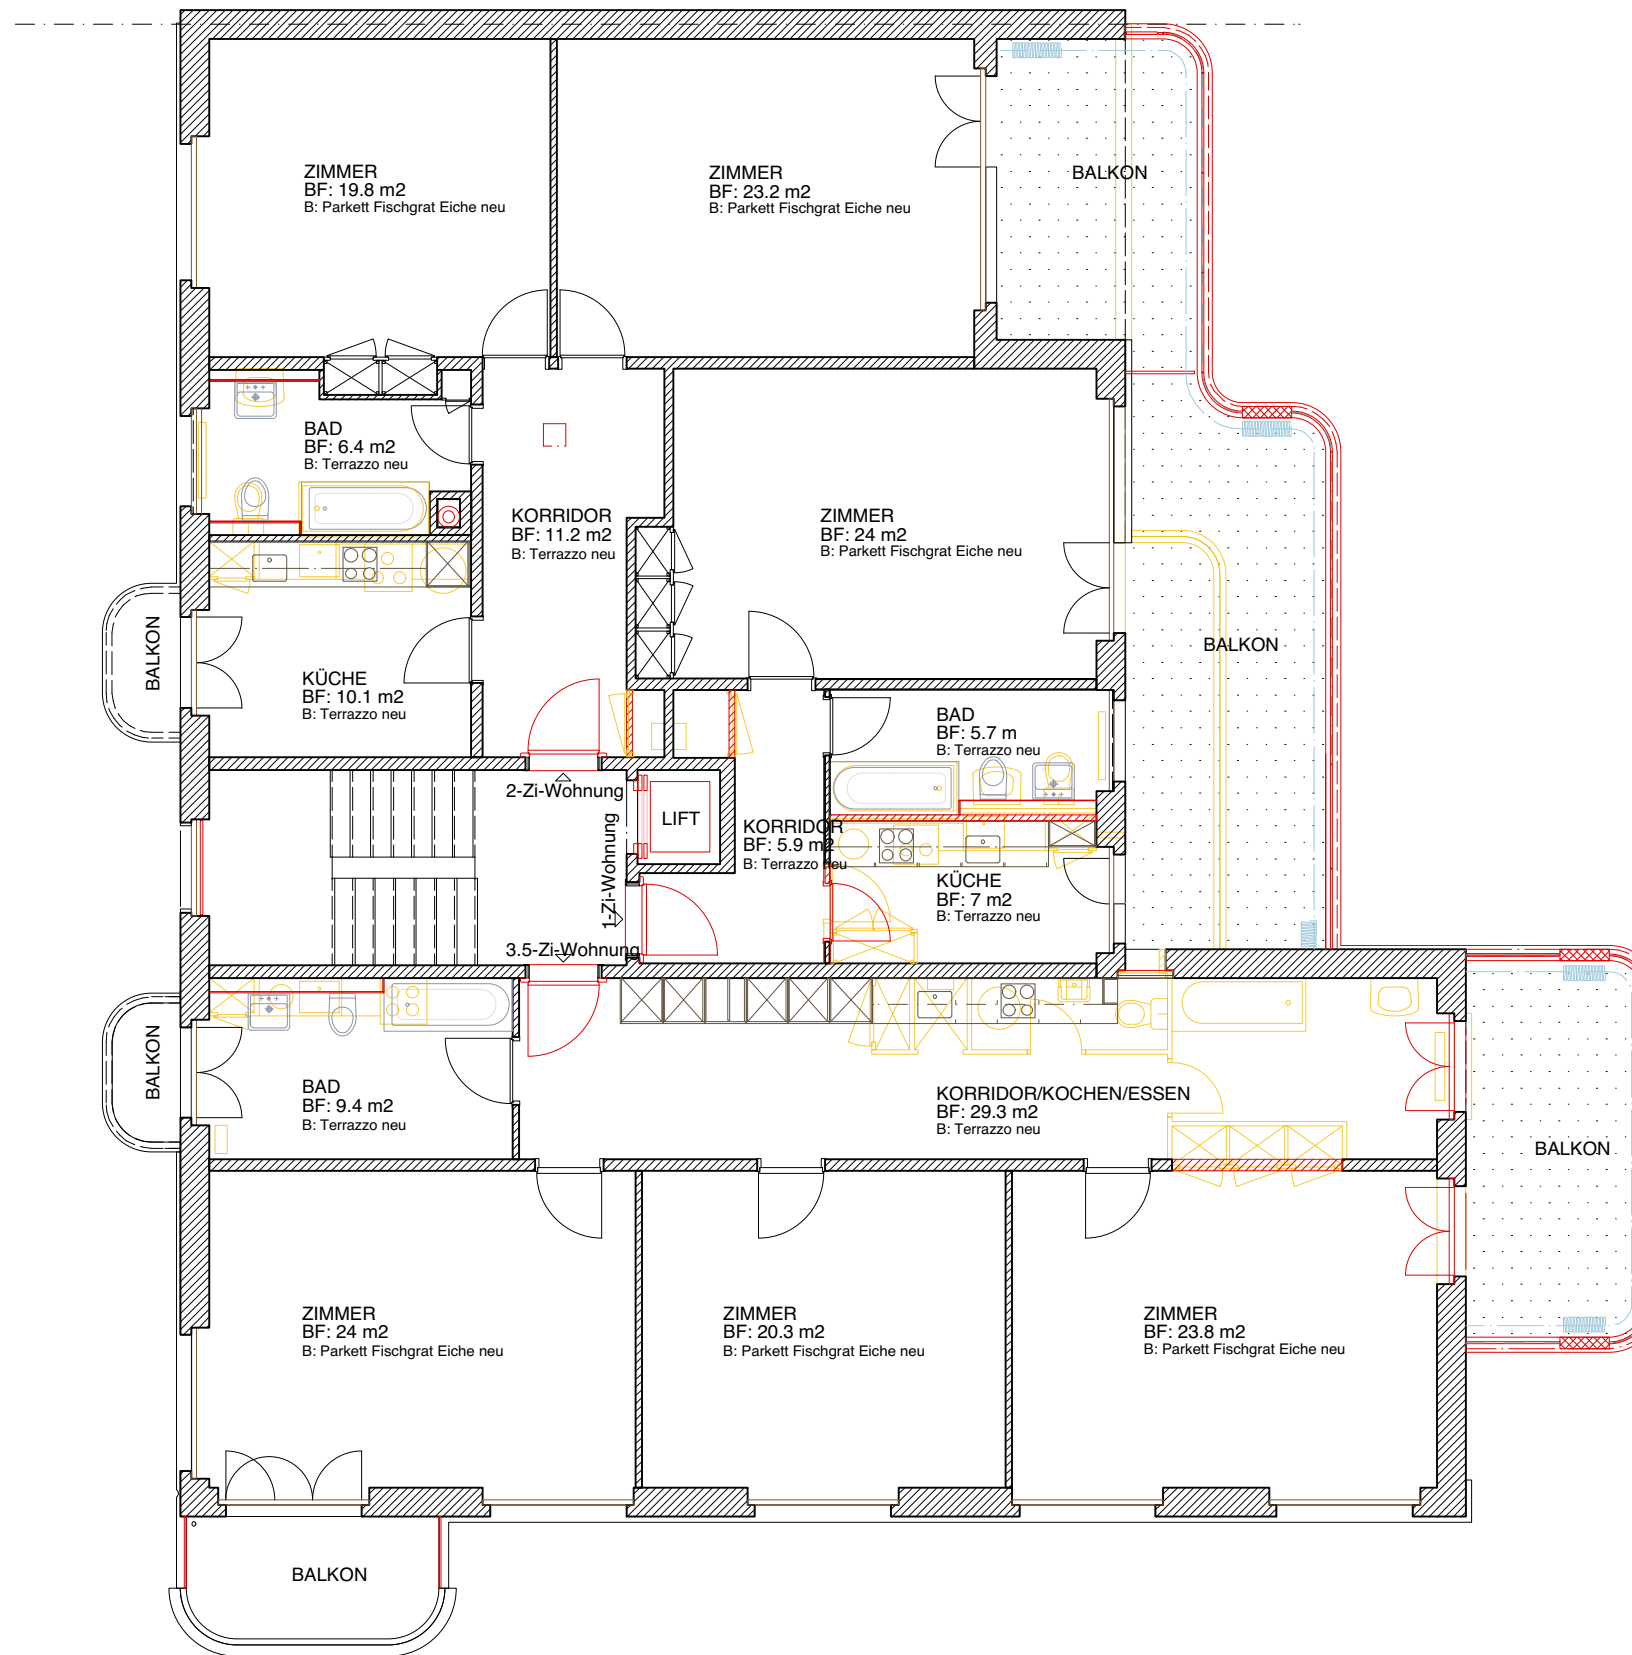 ZIMMER
BF: 19.8 m2
B: Parkett Fischgrat Eiche neu
ZIMMER
BF: 23.2 m2
B: Parkett Fischgrat Eiche neu
BALKON
BAD
BF: 6.4 m2
B: Terrazzo neu
KORRIDOR
BF: 11.2 m2
B: Terrazzo neu
ZIMMER
BF: 24 m2
B: Parkett Fischgrat Eiche neu
BALKON
BALKON
KÜCHE
BF: 10.1 m2
B: Terrazzo neu
BAD
BF: 5.7 m
B: Terrazzo neu
2-Zi-Wohnung
LIFT
1-Zi-Wohnung
KORRIDOR
BF: 5.9 m2
B: Terrazzo neu
KÜCHE
BF: 7 m2
B: Terrazzo neu
3.5-Zi-Wohnung
BALKON
BAD
BF: 9.4 m2
B: Terrazzo neu
KORRIDOR/KOCHEN/ESSEN
BF: 29.3 m2
B: Terrazzo neu
BALKON
ZIMMER
BF: 24 m2
B: Parkett Fischgrat Eiche neu
ZIMMER
BF: 20.3 m2
B: Parkett Fischgrat Eiche neu
ZIMMER
BF: 23.8 m2
B: Parkett Fischgrat Eiche neu
BALKON